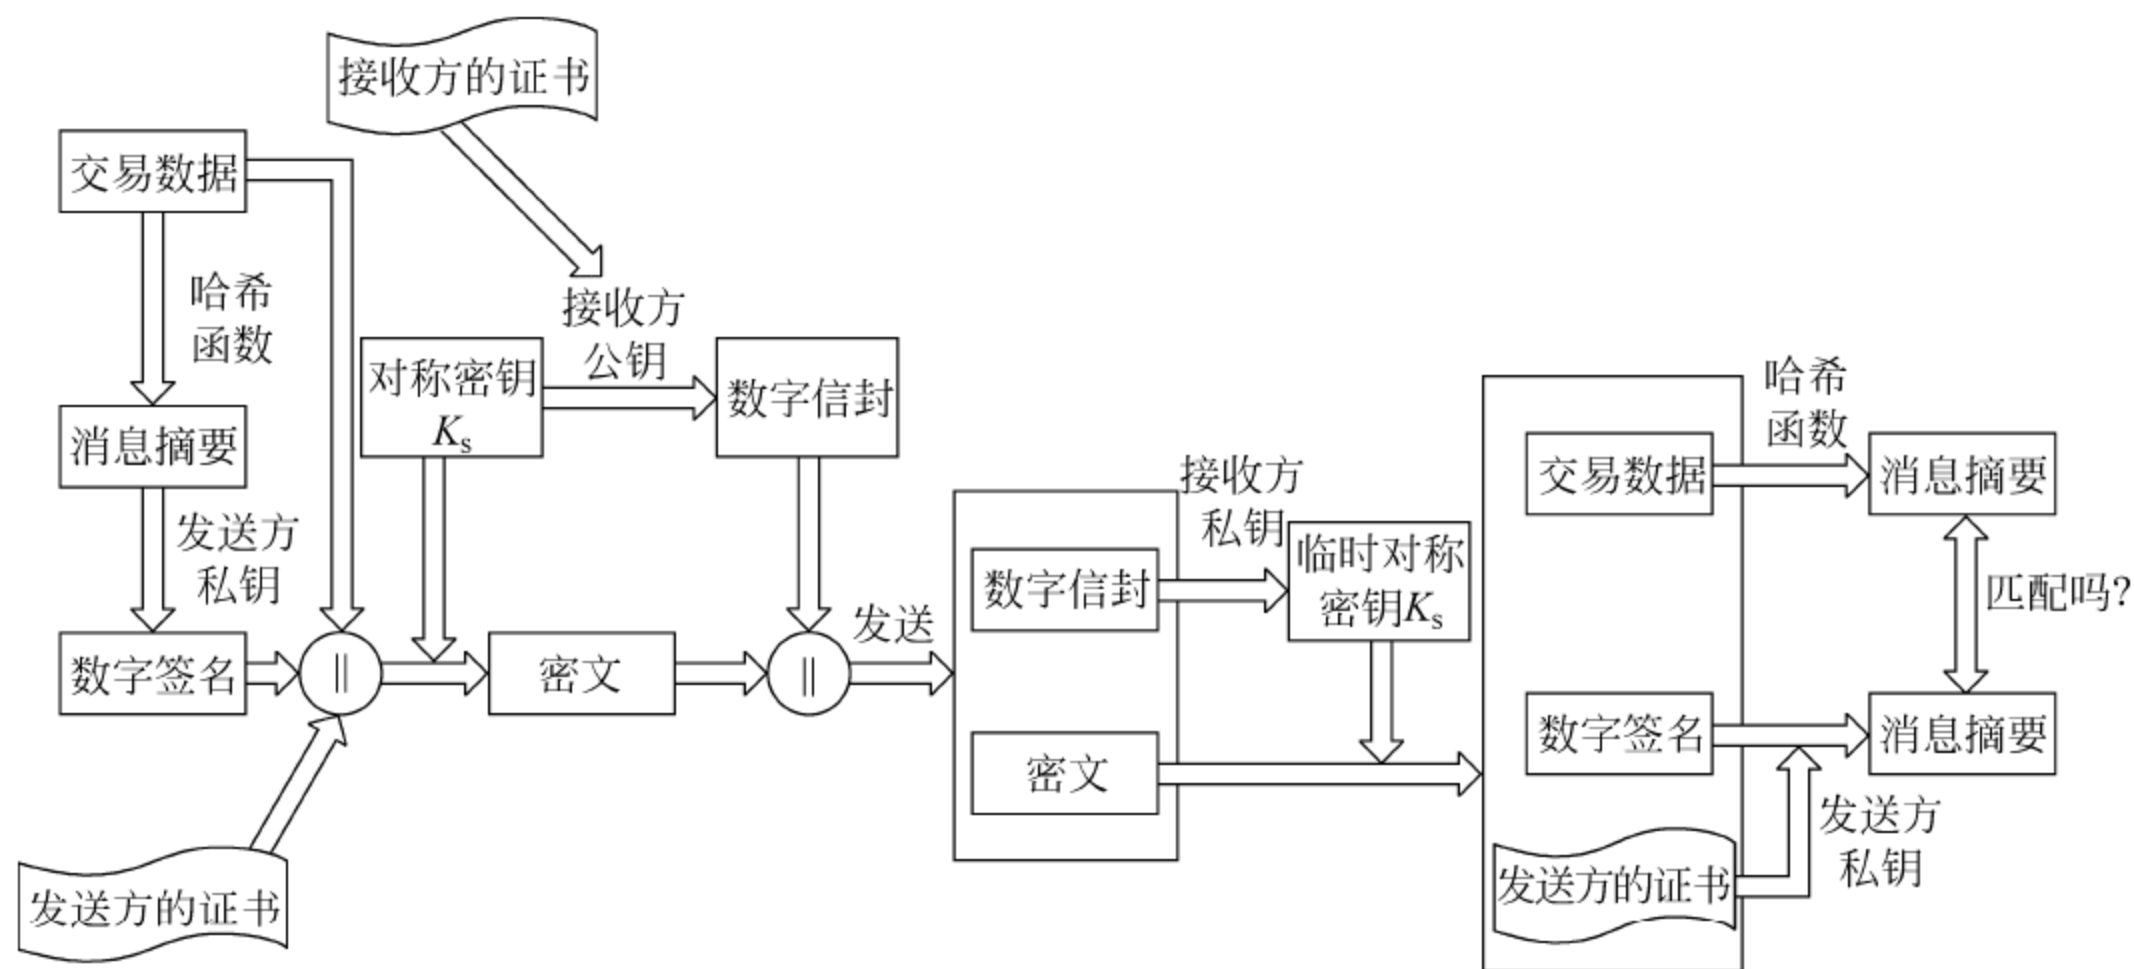 接收方的证书
交易数据
哈希
函数
接收方
公钥
对称密钥
Ks
数字信封
消息摘要
发送方
私钥
数字签名
||
密文
||
发送
发送方的证书
接收方
私钥
数字信封
临时对称
密钥Ks
密文
哈希
函数
交易数据
消息摘要
匹配吗?
数字签名
消息摘要
发送方
私钥
发送方的证书